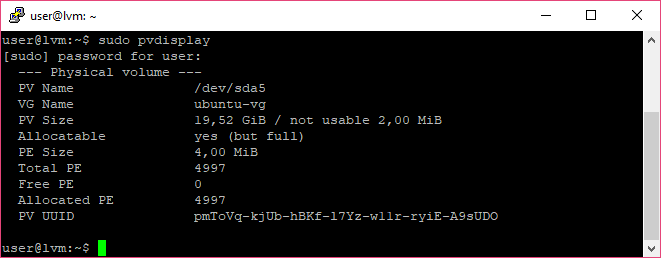 user@lvm: ~
user@lvm:~$ sudo pvdisplay
[sudo] password for user:
--- Physical volume ---
PV Name /dev/sda5
VG Name ubuntu-vg
PV Size 19,52 GiB / not usable 2,00 MiB
Allocatable yes (but full)
PE Size 4,00 MiB
Total PE 4997
Free PE 0
Allocated PE 4997
PV UUID pmToVq-kjUb-hBKf-l7Yz-wl1r-ryiE-A9sUDO
user@lvm:~$